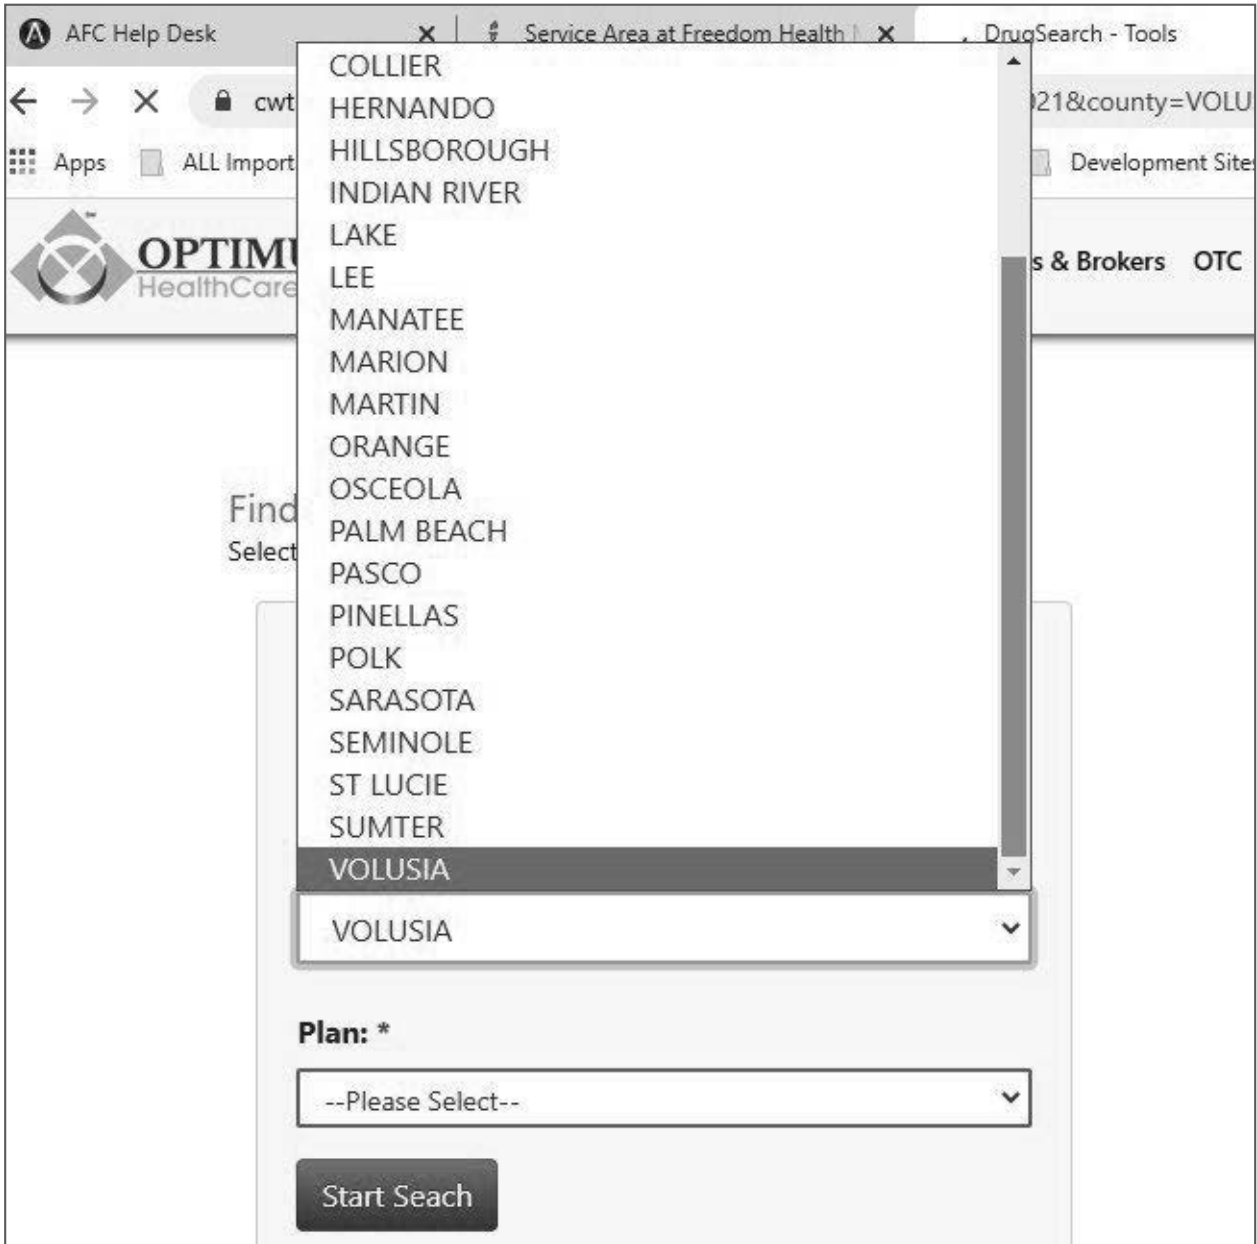 AFC Help Desk
Service Area at Freedom Health
DrugSearch - Tools
cwt
021&county=VOLU
Apps
ALL Import
Development Sites
OPTIMU
HealthCare
s & Brokers OTC
COLLIER
HERNANDO
HILLSBOROUGH
INDIAN RIVER
LAKE
LEE
MANATEE
MARION
MARTIN
ORANGE
OSCEOLA
PALM BEACH
PASCO
PINELLAS
POLK
SARASOTA
SEMINOLE
ST LUCIE
SUMTER
VOLUSIA
Find
Select
VOLUSIA
Plan: *
--Please Select--
Start Seach